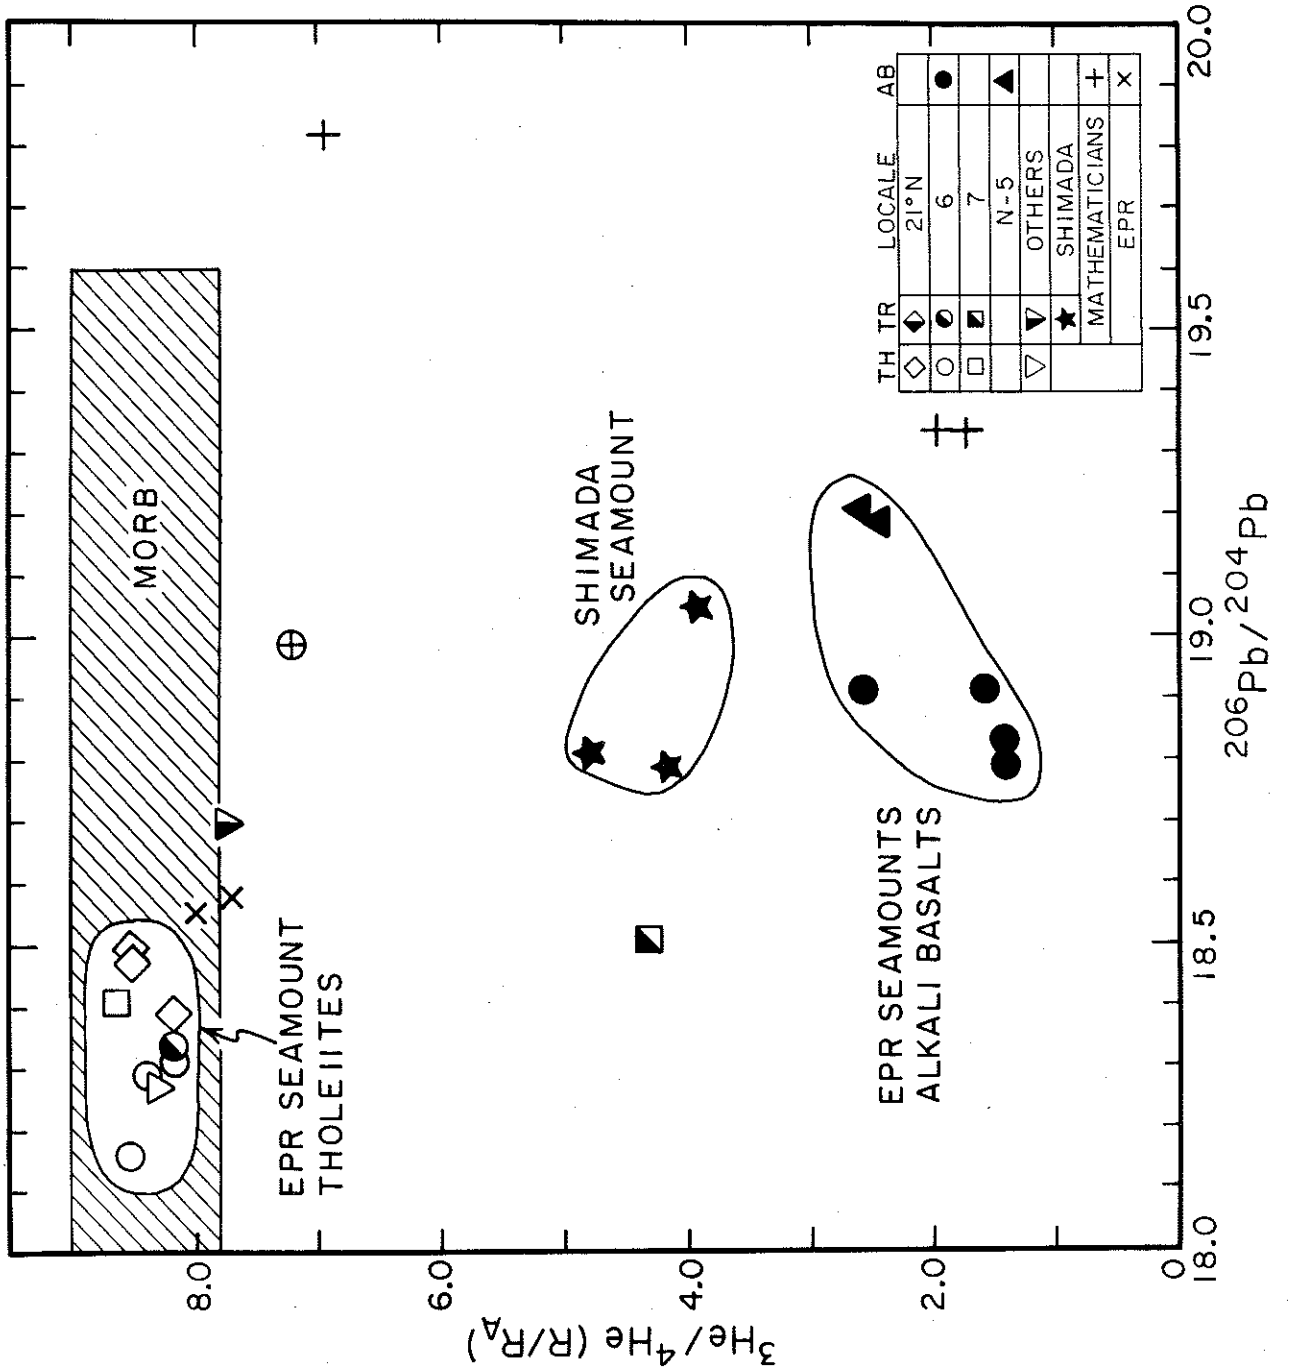 ³He/⁴He (R/R_A)
8.0
6.0
4.0
2.0
0
MORB
EPR SEAMOUNT
THOLEIITES
SHIMADA
SEAMOUNT
EPR SEAMOUNTS
ALKALI BASALTS
TH TR LOCALE AB
21°N
6
7
N-5
OTHERS
SHIMADA
MATHEMATICIANS +
EPR ×
18.0 18.5 19.0 19.5 20.0
²⁰⁶Pb/²⁰⁴Pb